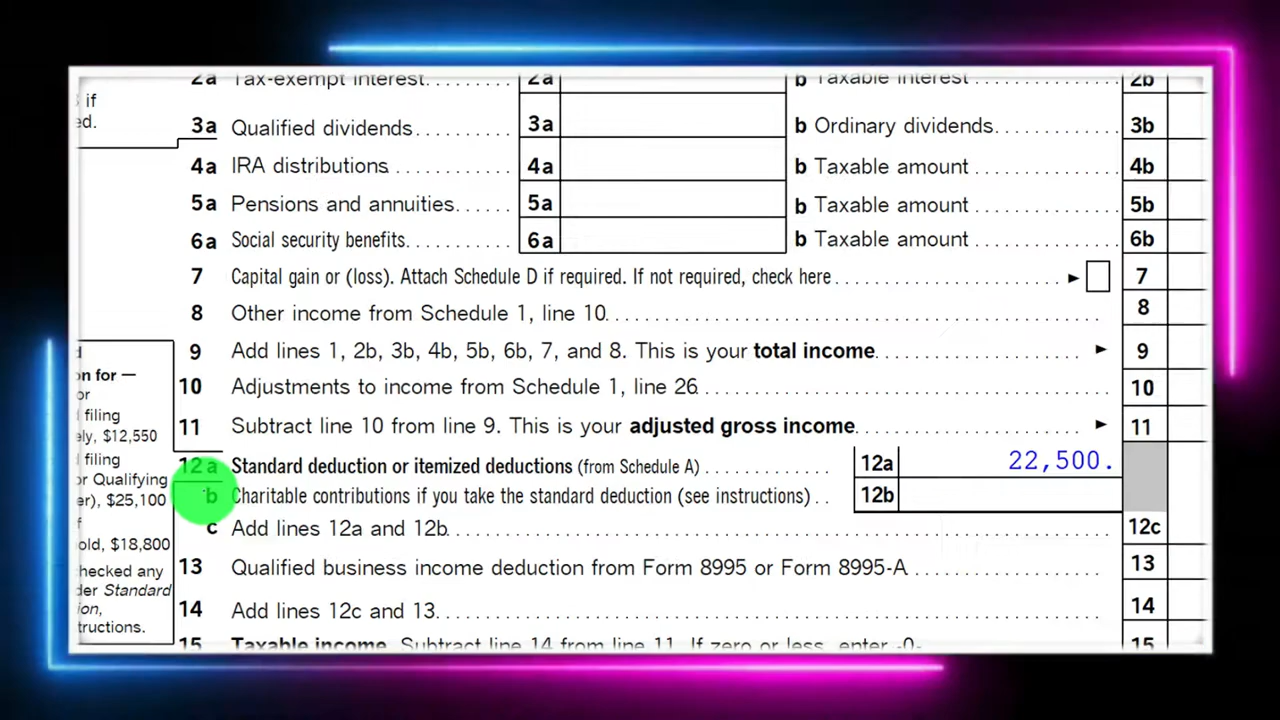 2a Tax-exempt interest 2a b Taxable interest 2b
s if
ed.
3a Qualified dividends 3a b Ordinary dividends 3b
4a IRA distributions 4a b Taxable amount 4b
5a Pensions and annuities 5a b Taxable amount 5b
6a Social security benefits 6a b Taxable amount 6b
7 Capital gain or (loss). Attach Schedule D if required. If not required, check here ► 7
8 Other income from Schedule 1, line 10 8
9 Add lines 1, 2b, 3b, 4b, 5b, 6b, 7, and 8. This is your total income ► 9
10 Adjustments to income from Schedule 1, line 26 10
11 Subtract line 10 from line 9. This is your adjusted gross income ► 11
12a Standard deduction or itemized deductions (from Schedule A) 12a 22,500.
b Charitable contributions if you take the standard deduction (see instructions) 12b
c Add lines 12a and 12b 12c
13 Qualified business income deduction from Form 8995 or Form 8995-A 13
14 Add lines 12c and 13 14
15 Taxable income. Subtract line 14 from line 11. If zero or less, enter -0- 15
d
on for —
or
filing
ely, $12,550
filing
or Qualifying
er), $25,100
f
old, $18,800
checked any
der Standard
ion,
tructions.